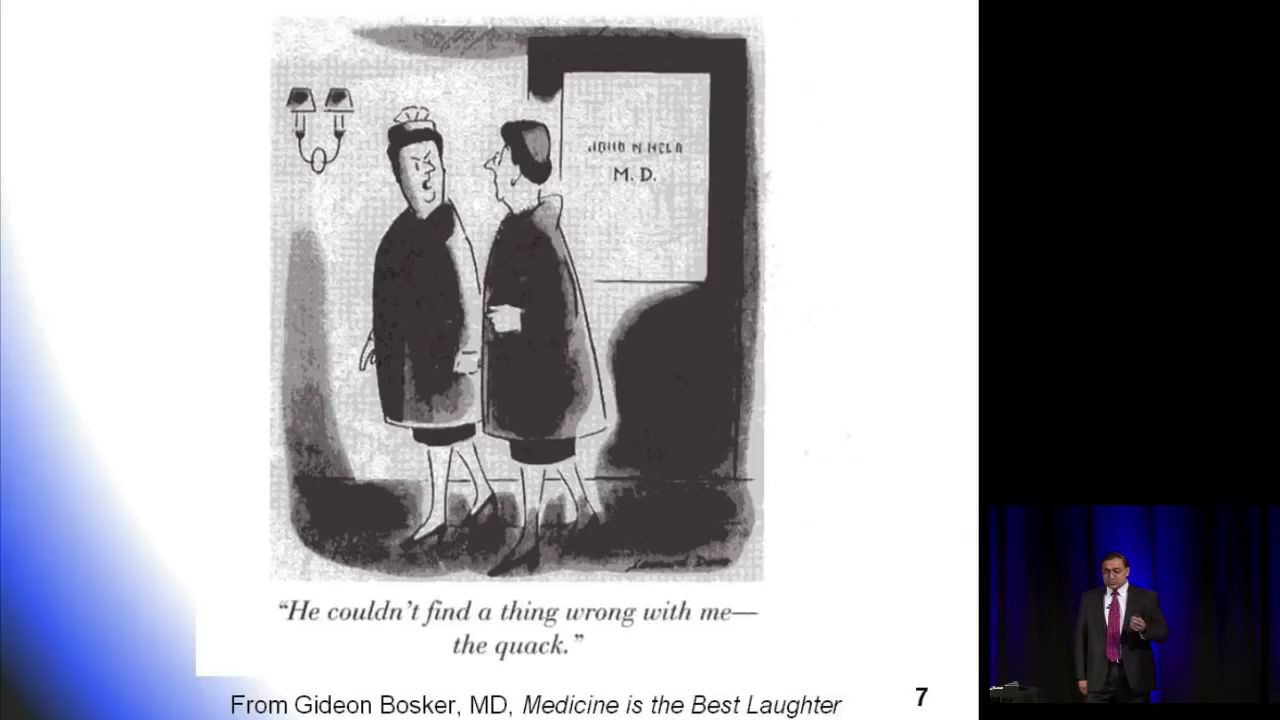 M. D.
“He couldn’t find a thing wrong with me—
the quack.”
From Gideon Bosker, MD, Medicine is the Best Laughter
7